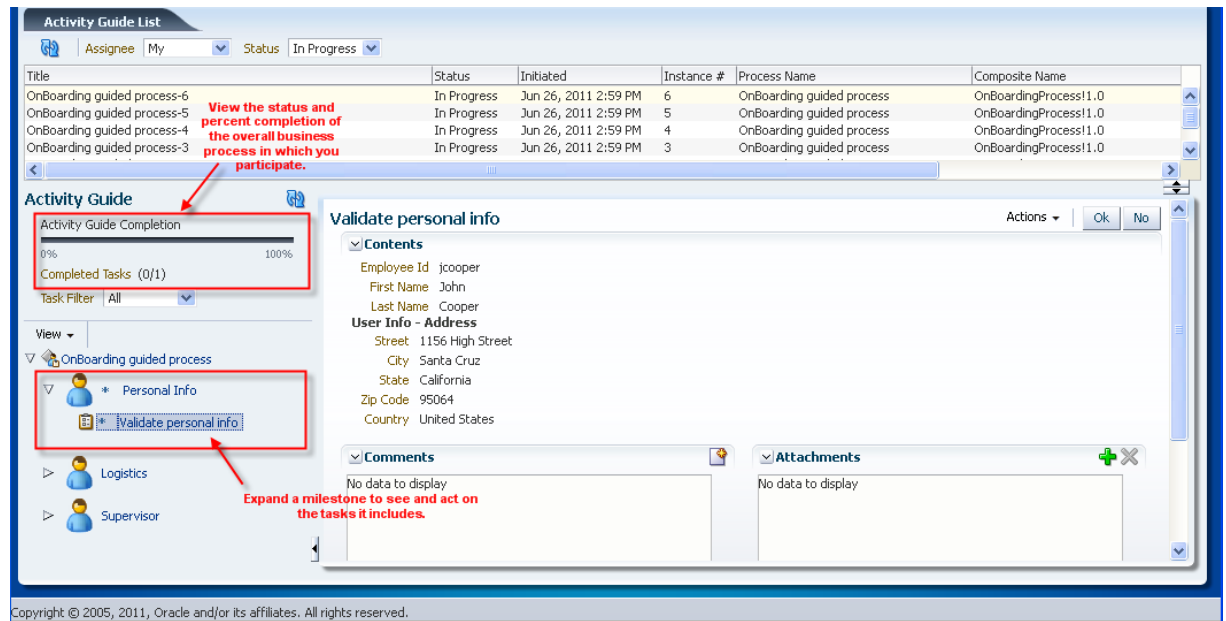 Activity Guide List
Assignee My Status In Progress
Title Status Initiated Instance # Process Name Composite Name
OnBoarding guided process-6 In Progress Jun 26, 2011 2:59 PM 6 OnBoarding guided process OnBoardingProcess!1.0
OnBoarding guided process-5 In Progress Jun 26, 2011 2:59 PM 5 OnBoarding guided process OnBoardingProcess!1.0
OnBoarding guided process-4 In Progress Jun 26, 2011 2:59 PM 4 OnBoarding guided process OnBoardingProcess!1.0
OnBoarding guided process-3 In Progress Jun 26, 2011 2:59 PM 3 OnBoarding guided process OnBoardingProcess!1.0
View the status and
percent completion of
the overall business
process in which you
participate.
Activity Guide
Activity Guide Completion
0% 100%
Completed Tasks (0/1)
Task Filter All
View
OnBoarding guided process
* Personal Info
* Validate personal info
Logistics
Supervisor
Expand a milestone to see and act on
the tasks it includes.
Validate personal info Actions Ok No
Contents
Employee Id jcooper
First Name John
Last Name Cooper
User Info - Address
Street 1156 High Street
City Santa Cruz
State California
Zip Code 95064
Country United States
Comments
No data to display
Attachments
No data to display
Copyright © 2005, 2011, Oracle and/or its affiliates. All rights reserved.